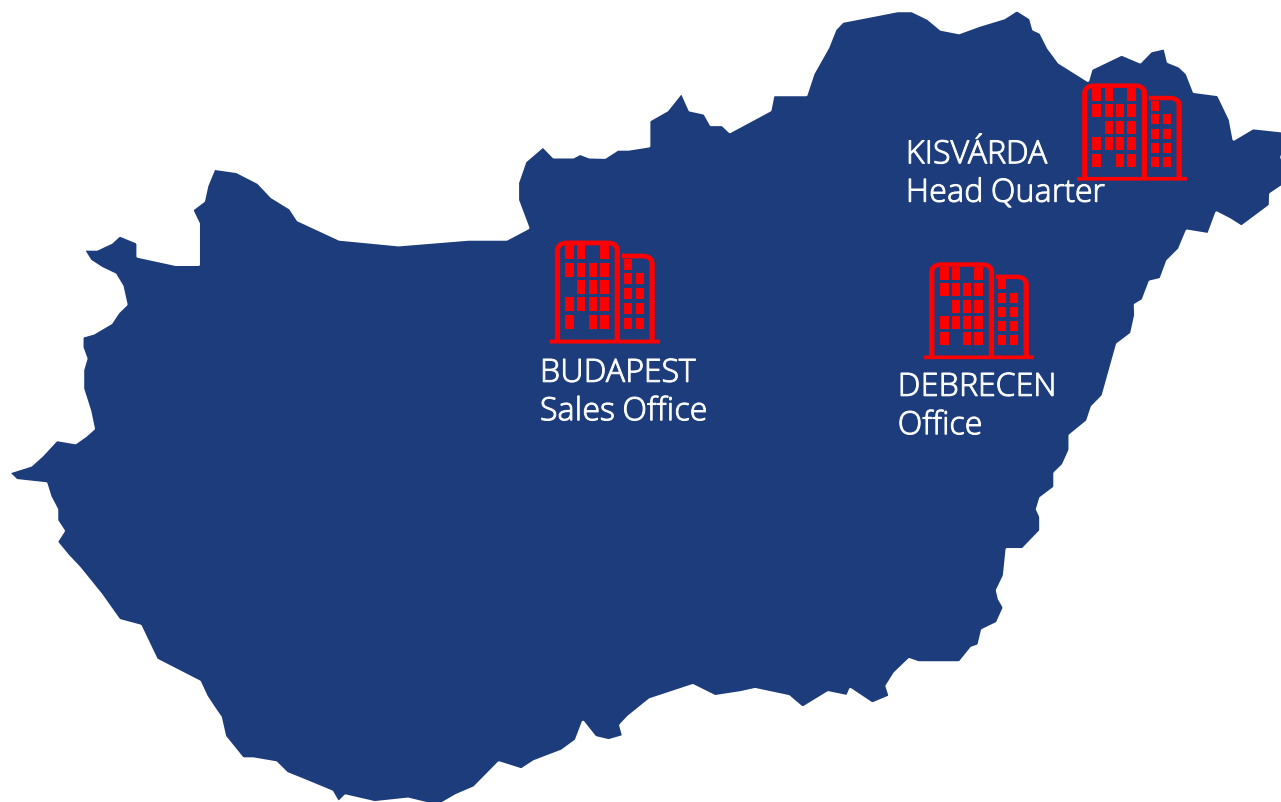 KISVÁRDA
Head Quarter
BUDAPEST
Sales Office
DEBRECEN
Office